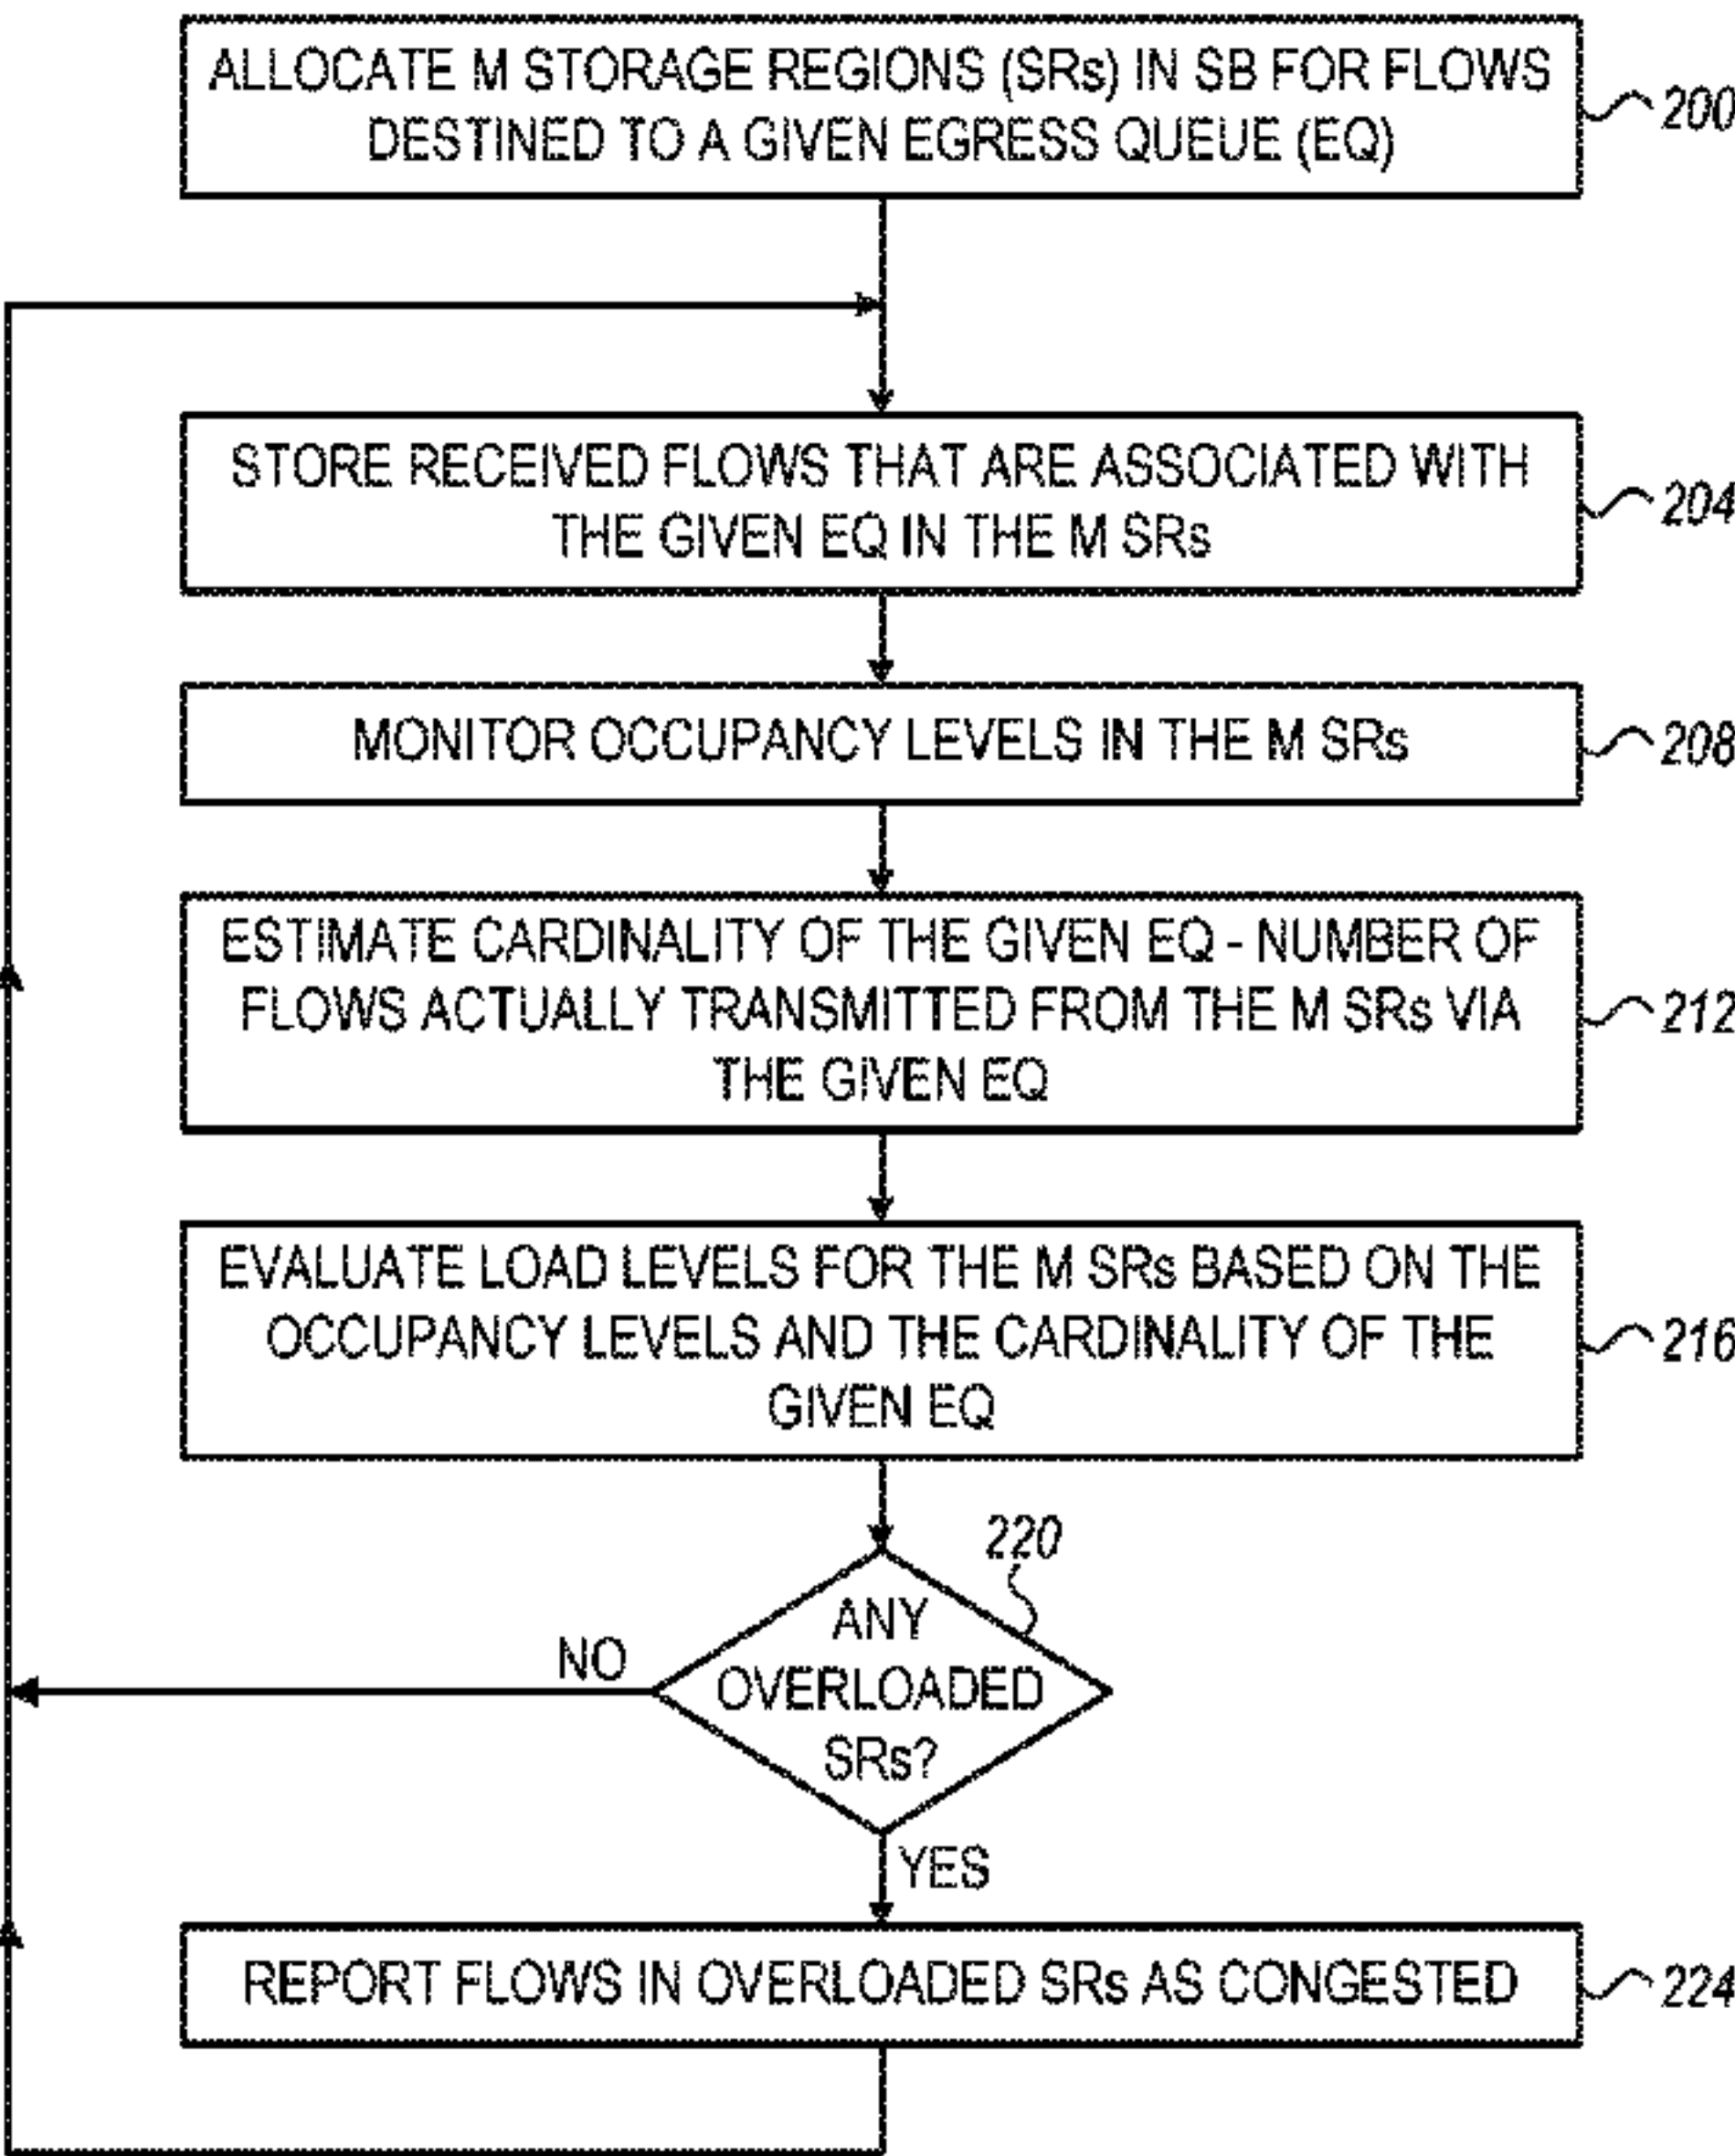 ALLOCATE M STORAGE REGIONS (SRs) IN SB FOR FLOWS
DESTINED TO A GIVEN EGRESS QUEUE (EQ)
200
STORE RECEIVED FLOWS THAT ARE ASSOCIATED WITH
THE GIVEN EQ IN THE M SRs
204
MONITOR OCCUPANCY LEVELS IN THE M SRs
208
ESTIMATE CARDINALITY OF THE GIVEN EQ - NUMBER OF
FLOWS ACTUALLY TRANSMITTED FROM THE M SRs VIA
THE GIVEN EQ
212
EVALUATE LOAD LEVELS FOR THE M SRs BASED ON THE
OCCUPANCY LEVELS AND THE CARDINALITY OF THE
GIVEN EQ
216
220
ANY
OVERLOADED
SRs?
NO
YES
REPORT FLOWS IN OVERLOADED SRs AS CONGESTED
224